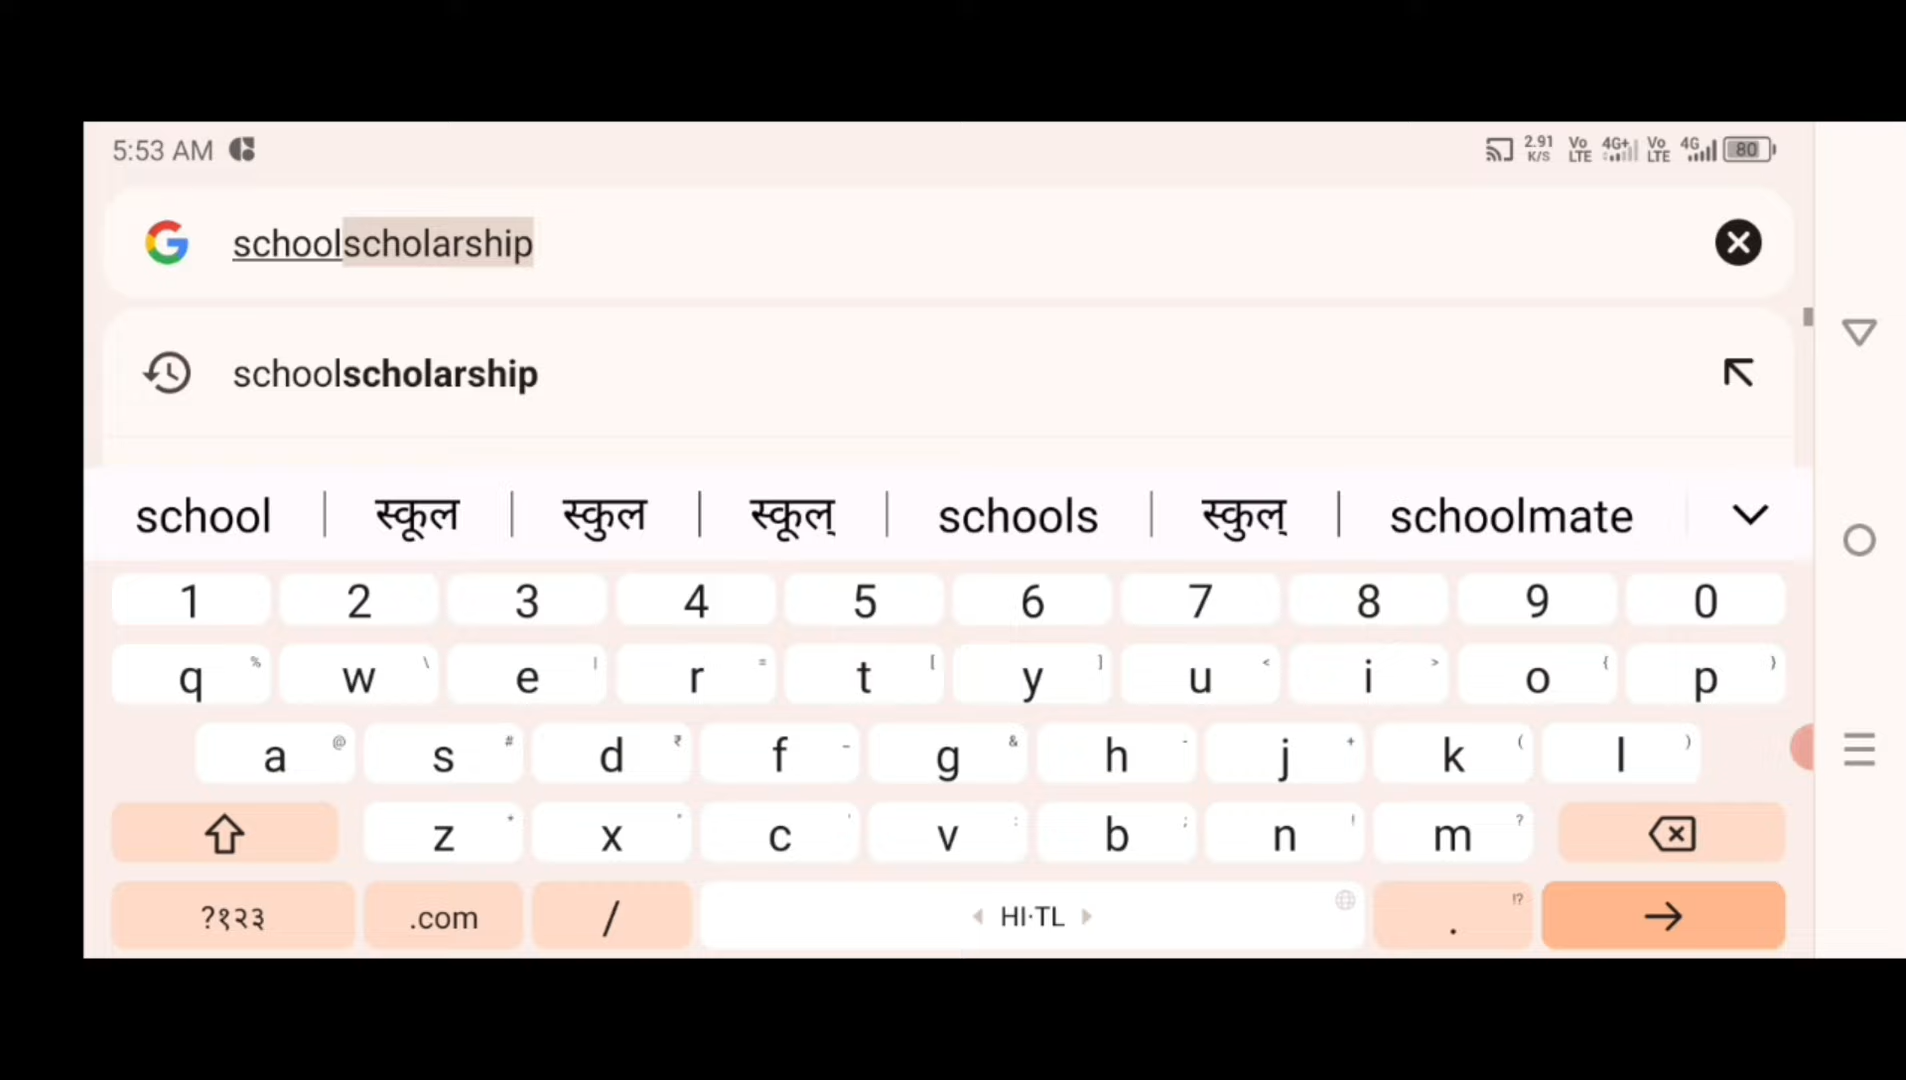 5:53 AM 2.91 K/S Vo LTE 4G+ Vo LTE 4G 80
schoolscholarship
schoolscholarship
school स्कूल स्कुल स्कूल् schools स्कुल् schoolmate
1 2 3 4 5 6 7 8 9 0
q % w \ e | r = t [ y ] u < i > o { p }
a @ s # d ₹ f _ g & h - j + k ( l )
z * x " c ' v : b ; n ! m ?
?१२३ .com / HI·TL . !?